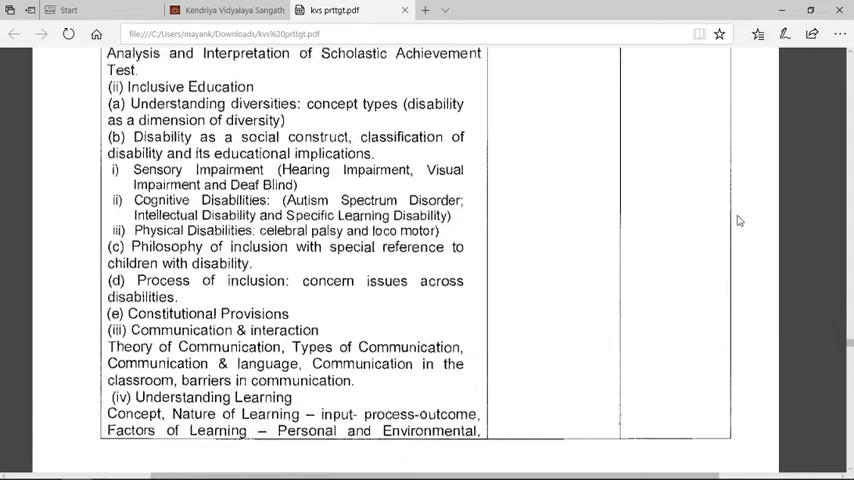 Start
Kendriya Vidyalaya Sangath
kvs prttgt.pdf
file:///C:/Users/mayank/Downloads/kvs%20prttgt.pdf
Analysis and Interpretation of Scholastic Achievement
Test.
(ii) Inclusive Education
(a) Understanding diversities: concept types (disability
as a dimension of diversity)
(b) Disability as a social construct, classification of
disability and its educational implications.
i) Sensory Impairment (Hearing Impairment, Visual
Impairment and Deaf Blind)
ii) Cognitive Disabilities: (Autism Spectrum Disorder;
Intellectual Disability and Specific Learning Disability)
iii) Physical Disabilities: celebral palsy and loco motor)
(c) Philosophy of inclusion with special reference to
children with disability.
(d) Process of inclusion: concern issues across
disabilities.
(e) Constitutional Provisions
(iii) Communication & interaction
Theory of Communication, Types of Communication,
Communication & language, Communication in the
classroom, barriers in communication.
(iv) Understanding Learning
Concept, Nature of Learning – input- process-outcome,
Factors of Learning – Personal and Environmental,